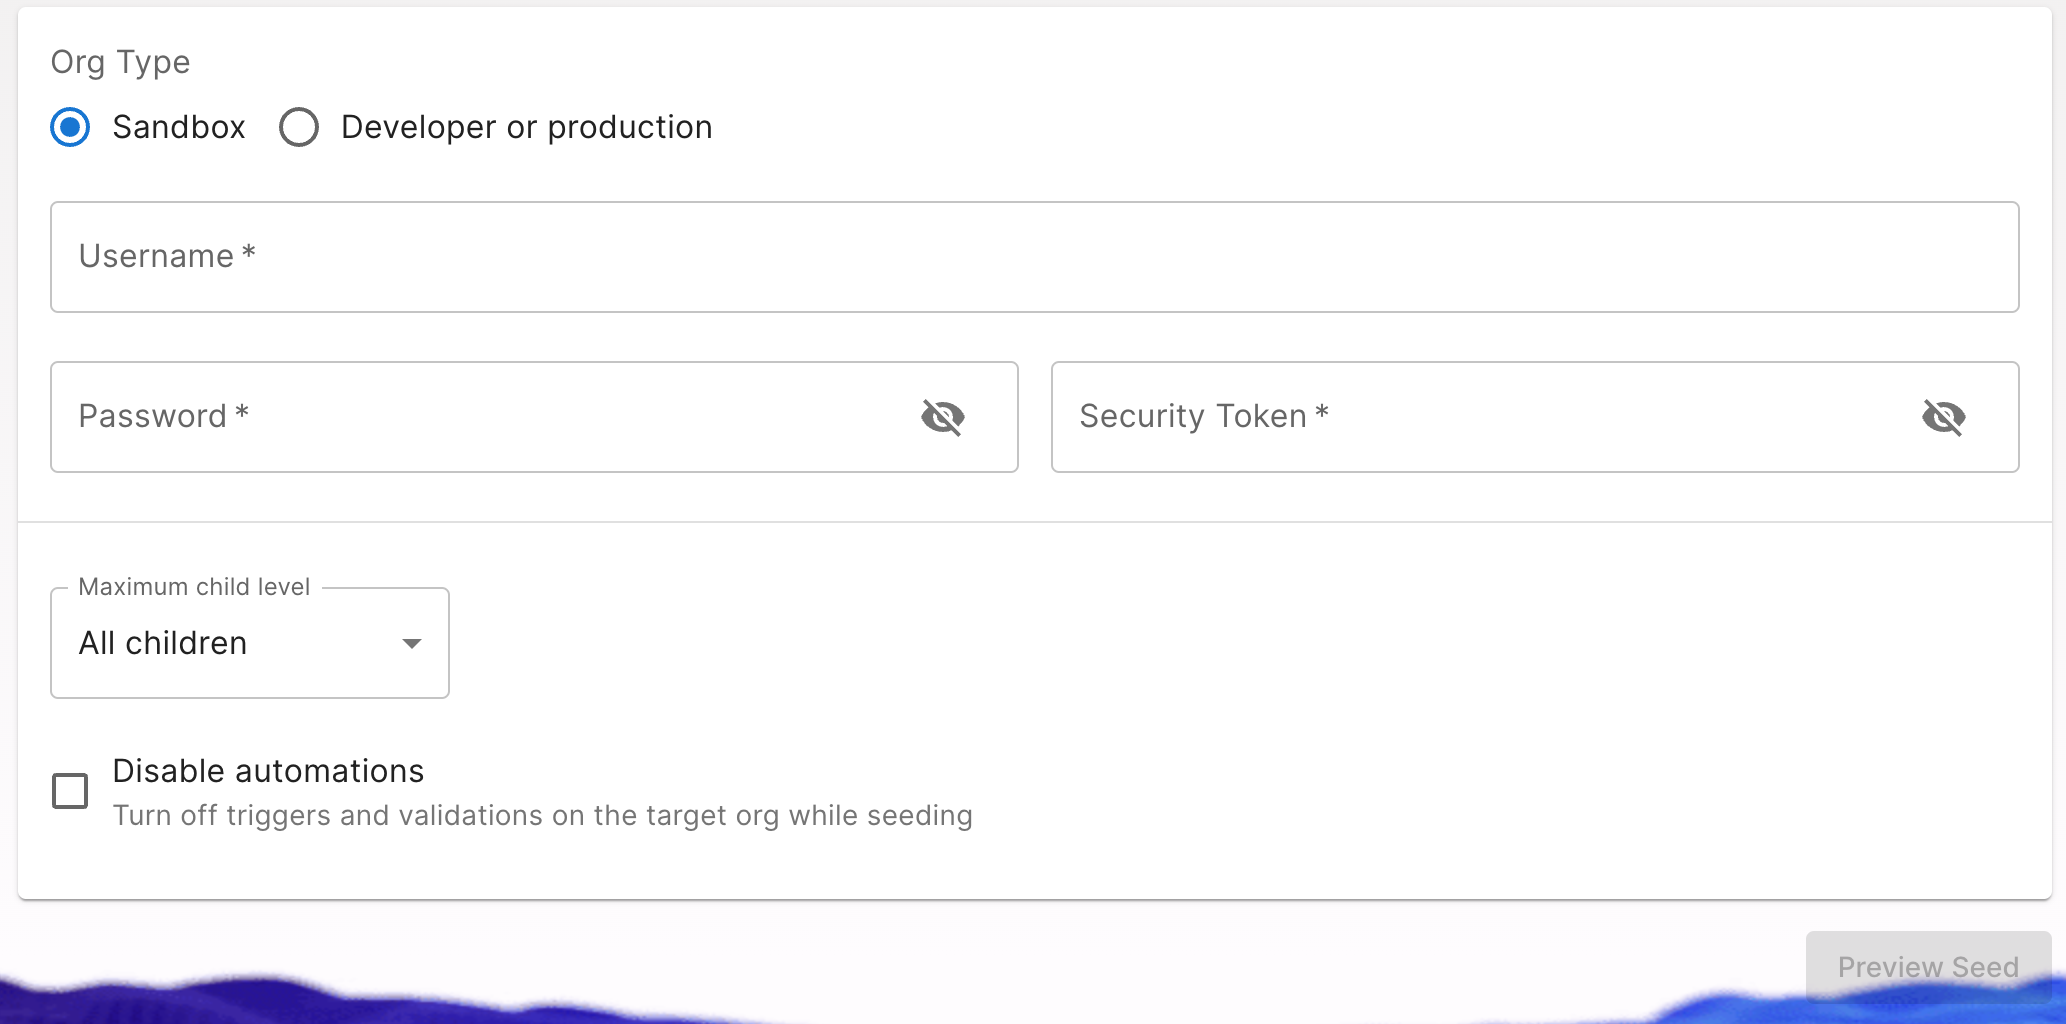 Org Type
Sandbox Developer or production
Username *
Password * Security Token *
Maximum child level
All children
Disable automations
Turn off triggers and validations on the target org while seeding
Preview Seed